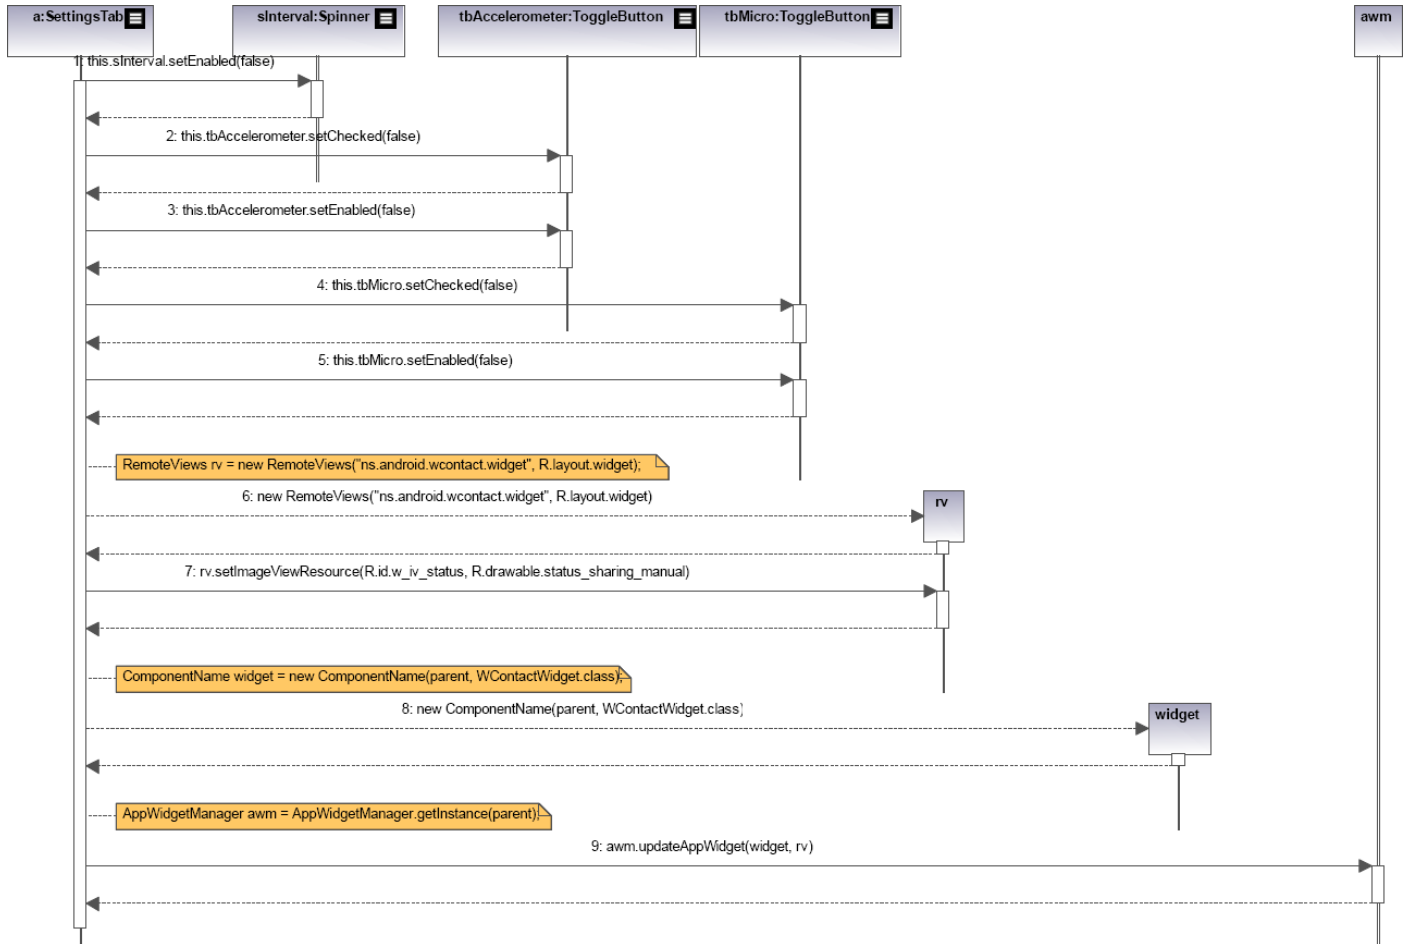 a:SettingsTab
sInterval:Spinner
tbAccelerometer:ToggleButton
tbMicro:ToggleButton
awm
1: this.sInterval.setEnabled(false)
2: this.tbAccelerometer.setChecked(false)
3: this.tbAccelerometer.setEnabled(false)
4: this.tbMicro.setChecked(false)
5: this.tbMicro.setEnabled(false)
RemoteViews rv = new RemoteViews("ns.android.wcontact.widget", R.layout.widget);
6: new RemoteViews("ns.android.wcontact.widget", R.layout.widget)
rv
7: rv.setImageViewResource(R.id.w_iv_status, R.drawable.status_sharing_manual)
ComponentName widget = new ComponentName(parent, WContactWidget.class);
8: new ComponentName(parent, WContactWidget.class)
widget
AppWidgetManager awm = AppWidgetManager.getInstance(parent);
9: awm.updateAppWidget(widget, rv)